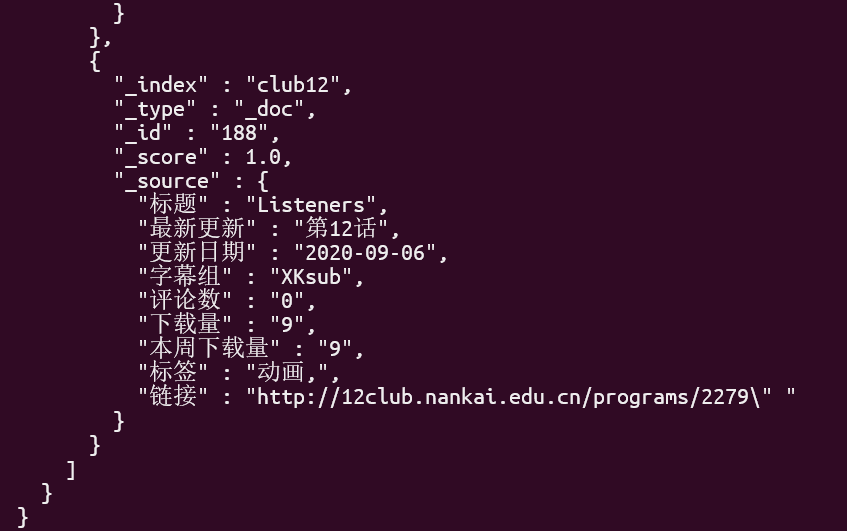 }
},
{
"_index" : "club12",
"_type" : "_doc",
"_id" : "188",
"_score" : 1.0,
"_source" : {
"标题" : "Listeners",
"最新更新" : "第12话",
"更新日期" : "2020-09-06",
"字幕组" : "XKsub",
"评论数" : "0",
"下载量" : "9",
"本周下载量" : "9",
"标签" : "动画,",
"链接" : "http://12club.nankai.edu.cn/programs/2279\" "
}
}
]
}
}